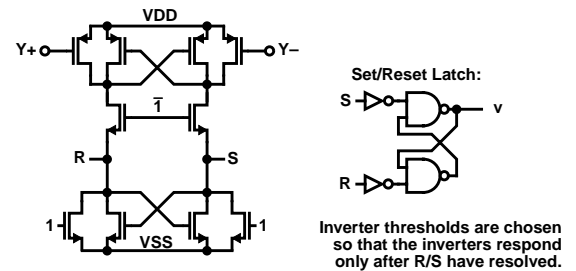 VDD
Y+
Y–
1̅
R
S
1
1
VSS
Set/Reset Latch:
S
v
R
Inverter thresholds are chosen
so that the inverters respond
only after R/S have resolved.